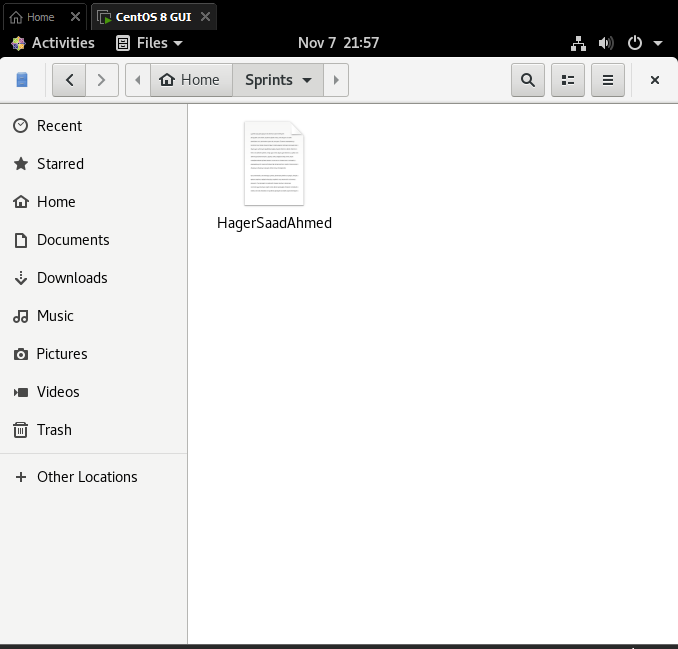 Home
CentOS 8 GUI
Activities
Files
Nov 7 21:57
Home
Sprints
Recent
Starred
Home
Documents
Downloads
Music
Pictures
Videos
Trash
Other Locations
HagerSaadAhmed